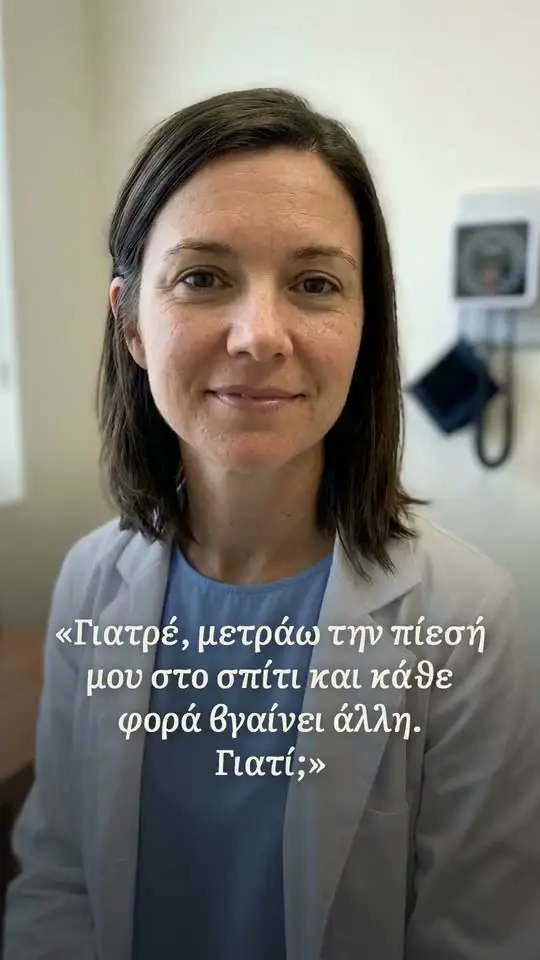 «Γιατρέ, μετράω την πίεσή
μου στο σπίτι και κάθε
φορά βγαίνει άλλη.
Γιατί;»